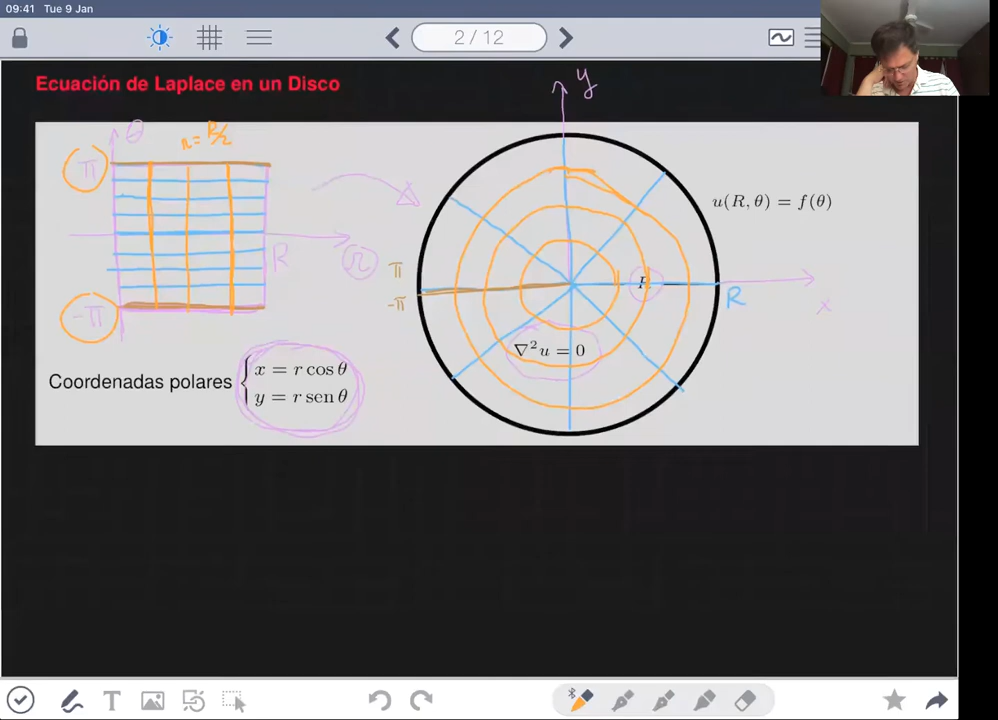 09:41 Tue 9 Jan
2 / 12
Ecuación de Laplace en un Disco
y
θ
r = R/2
π
u(R, θ) = f(θ)
R
r
π
-π
R
R
x
-π
∇²u = 0
Coordenadas polares { x = r cos θ
y = r sen θ
T